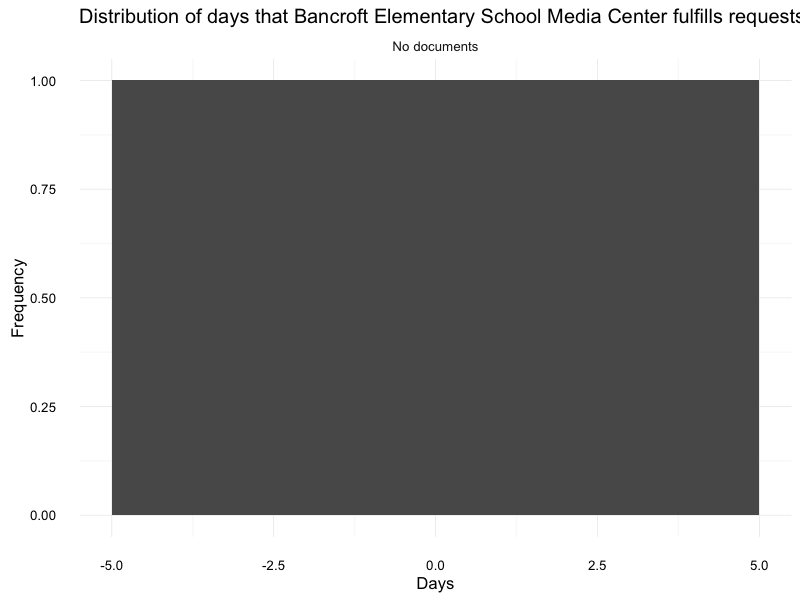 Distribution of days that Bancroft Elementary School Media Center fulfills requests
No documents
1.00
0.75
0.50
0.25
0.00
Frequency
-5.0 -2.5 0.0 2.5 5.0
Days